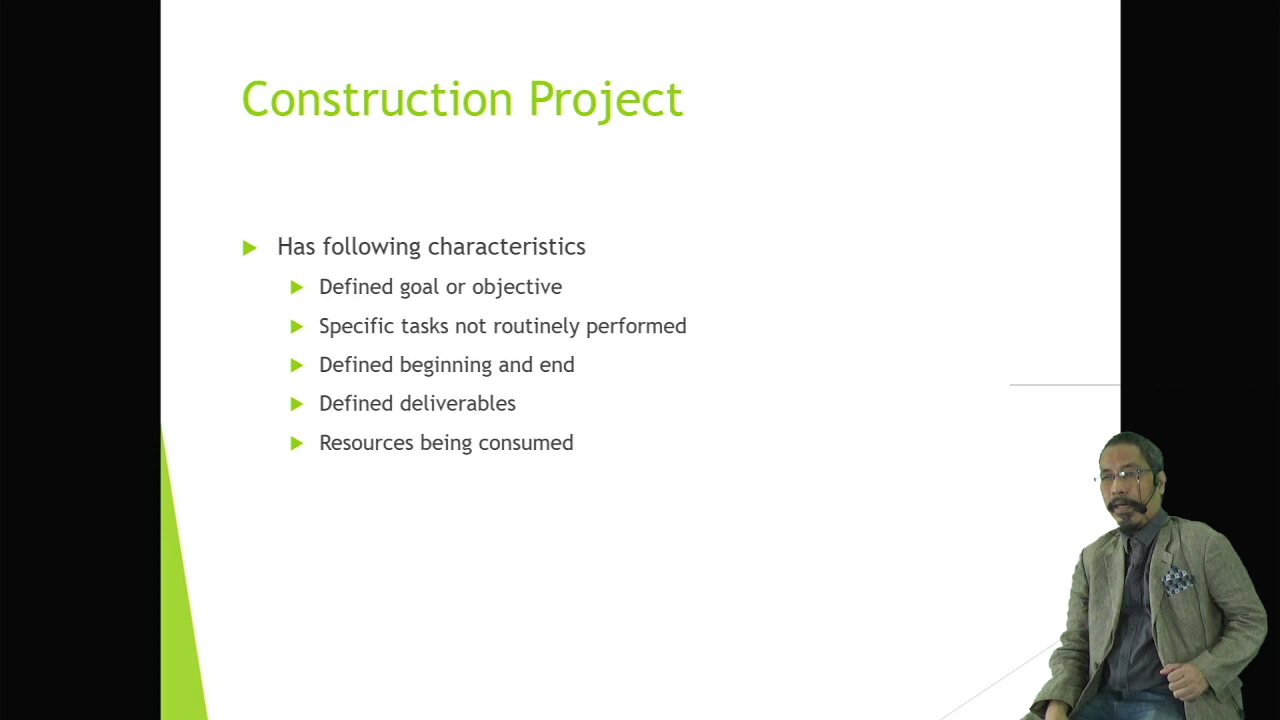 Construction Project
Has following characteristics
Defined goal or objective
Specific tasks not routinely performed
Defined beginning and end
Defined deliverables
Resources being consumed